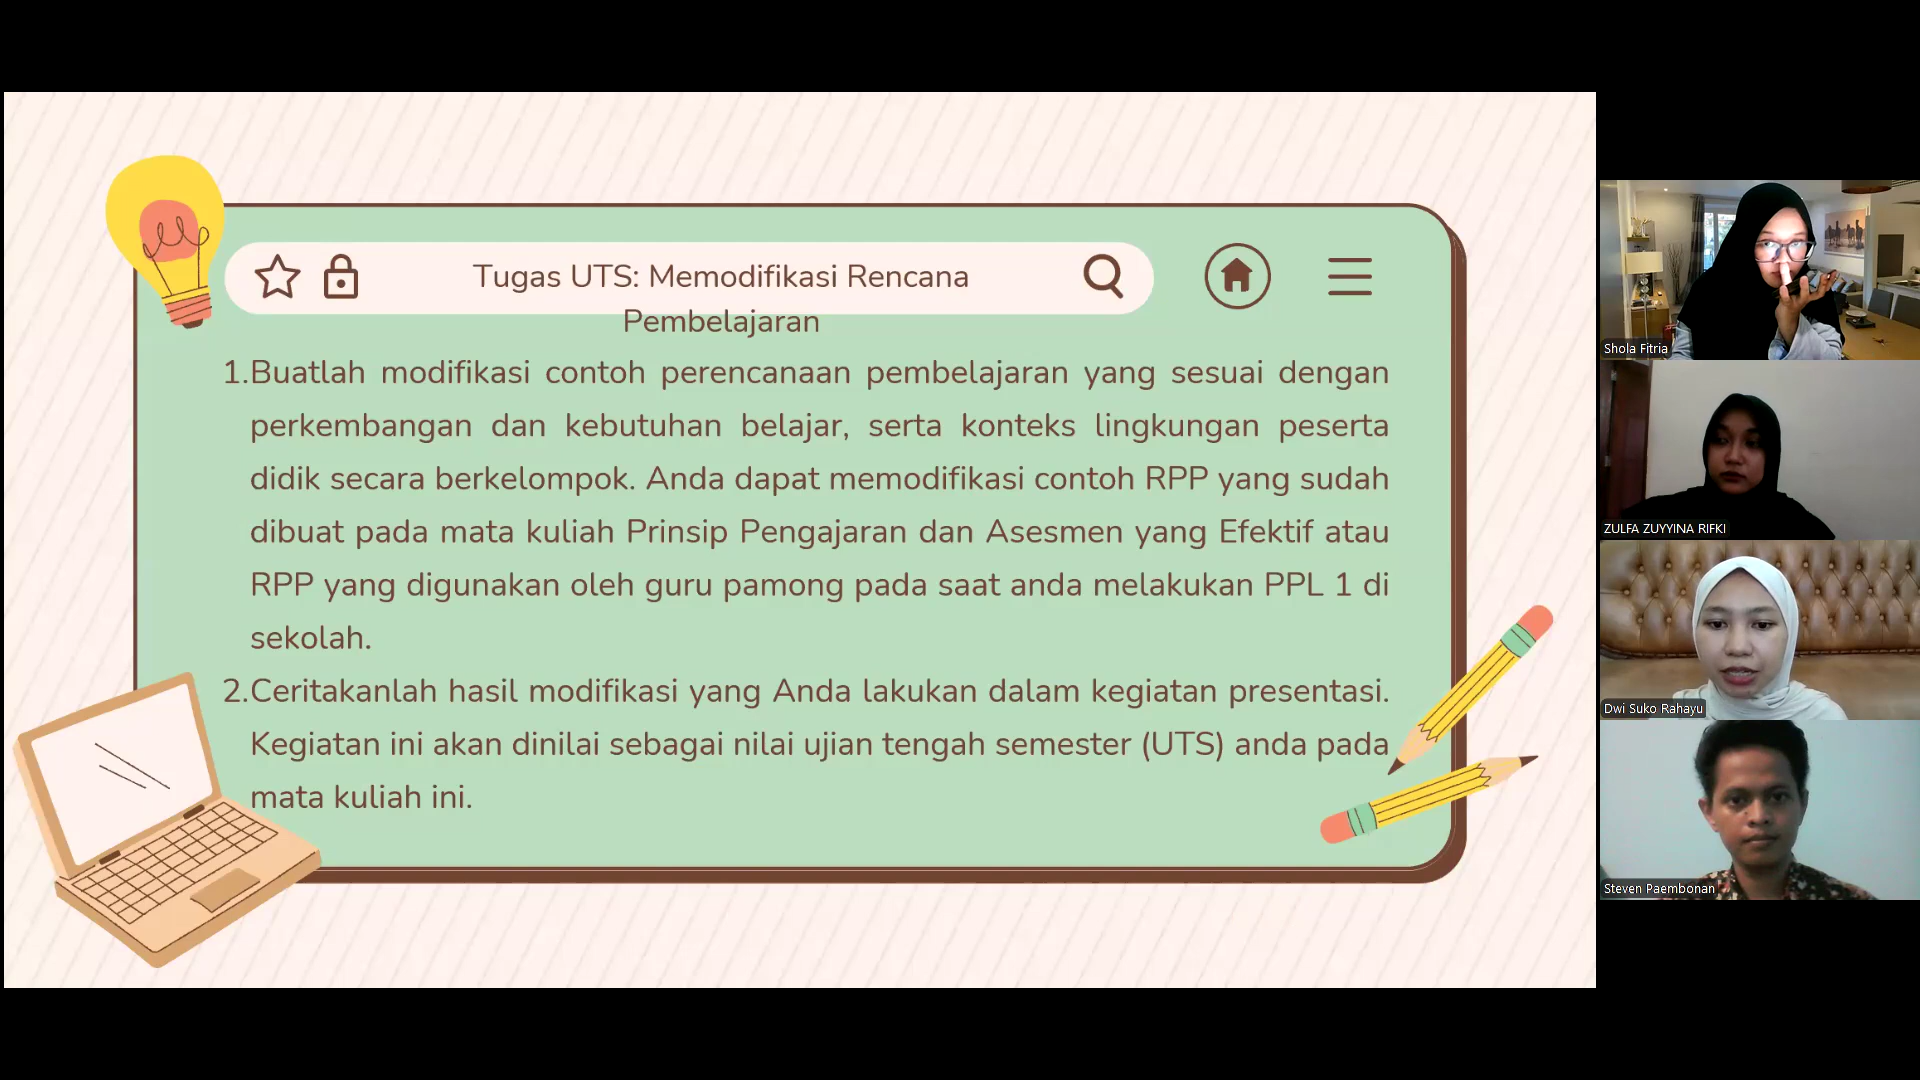 Tugas UTS: Memodifikasi Rencana
Pembelajaran
1.Buatlah modifikasi contoh perencanaan pembelajaran yang sesuai dengan
perkembangan dan kebutuhan belajar, serta konteks lingkungan peserta
didik secara berkelompok. Anda dapat memodifikasi contoh RPP yang sudah
dibuat pada mata kuliah Prinsip Pengajaran dan Asesmen yang Efektif atau
RPP yang digunakan oleh guru pamong pada saat anda melakukan PPL 1 di
sekolah.
2.Ceritakanlah hasil modifikasi yang Anda lakukan dalam kegiatan presentasi.
Kegiatan ini akan dinilai sebagai nilai ujian tengah semester (UTS) anda pada
mata kuliah ini.
Shola Fitria
ZULFA ZUYYINA RIFKI
Dwi Suko Rahayu
Steven Paembonan